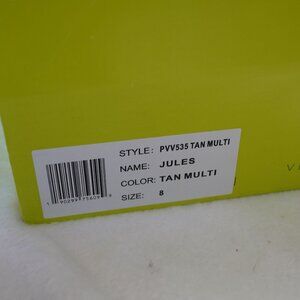 STYLE: PVV535 TAN MULTI
NAME: JULES
COLOR: TAN MULTI
SIZE: 8